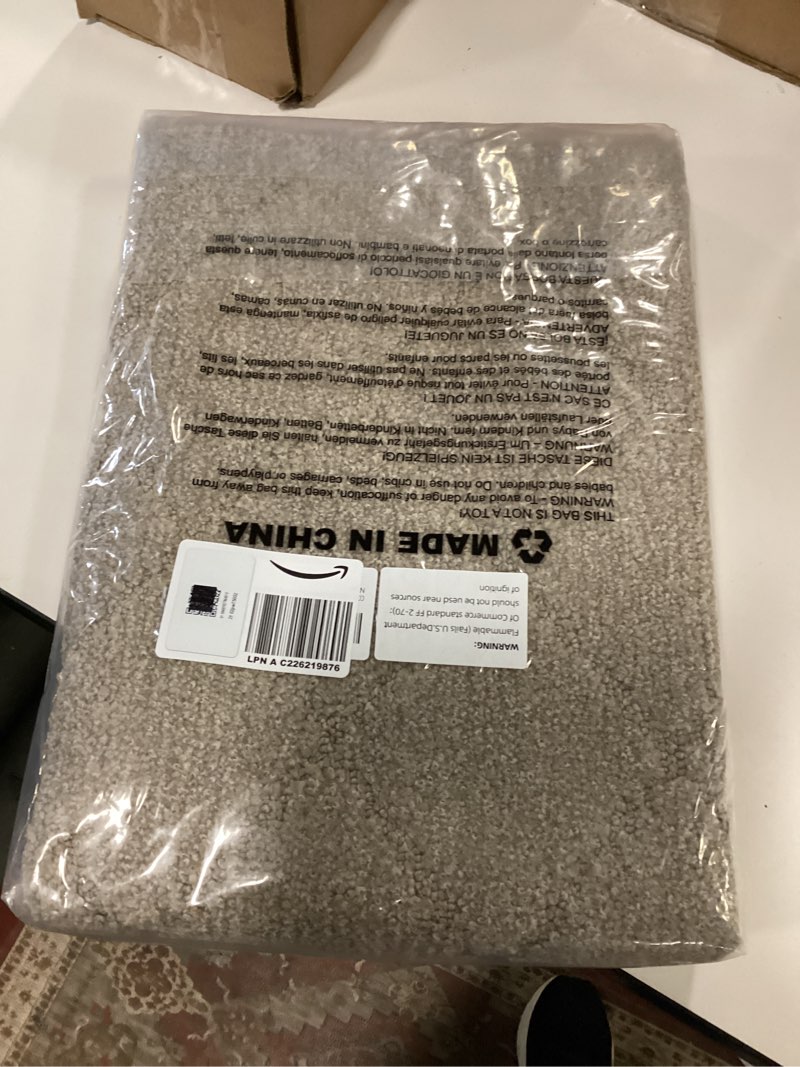 THIS BAG IS NOT A TOY!
WARNING – To avoid any danger of suffocation, keep this bag away from
babies and children. Do not use in cribs, beds, carriages or playpens.
DIESE TASCHE IST KEIN SPIELZEUG!
WARNUNG – Um Erstickungsgefahr zu vermeiden, halten Sie diese Tasche
von Babys und Kindern fern. Nicht in Kinderbetten, Betten, Kinderwagen
oder Laufställen verwenden.
CE SAC N'EST PAS UN JOUET!
ATTENTION - Pour éviter tout risque d'étouffement, gardez ce sac hors de
portée des bébés et des enfants. Ne pas utiliser dans les berceaux, les lits,
les poussettes ou les parcs pour enfants.
¡ESTA BOLSA NO ES UN JUGUETE!
- Para evitar cualquier peligro de asfixia, mantenga esta
bolsa fuera del alcance de bebés y niños. No utilizar en cunas, camas,
carritos o parques.
QUESTA BORSA NON È UN GIOCATTOLO!
ATTENZIONE evitare qualsiasi pericolo di soffocamento, tenere questa
borsa lontano dalla portata di neonati e bambini. Non utilizzare in culle, letti,
carrozzine o box.
MADE IN CHINA
WARNING:
Flammable (Fails U.S.Department
Of Commerce standard FF 2-70):
should not be uesd near sources
of ignition
LPN A C226219876